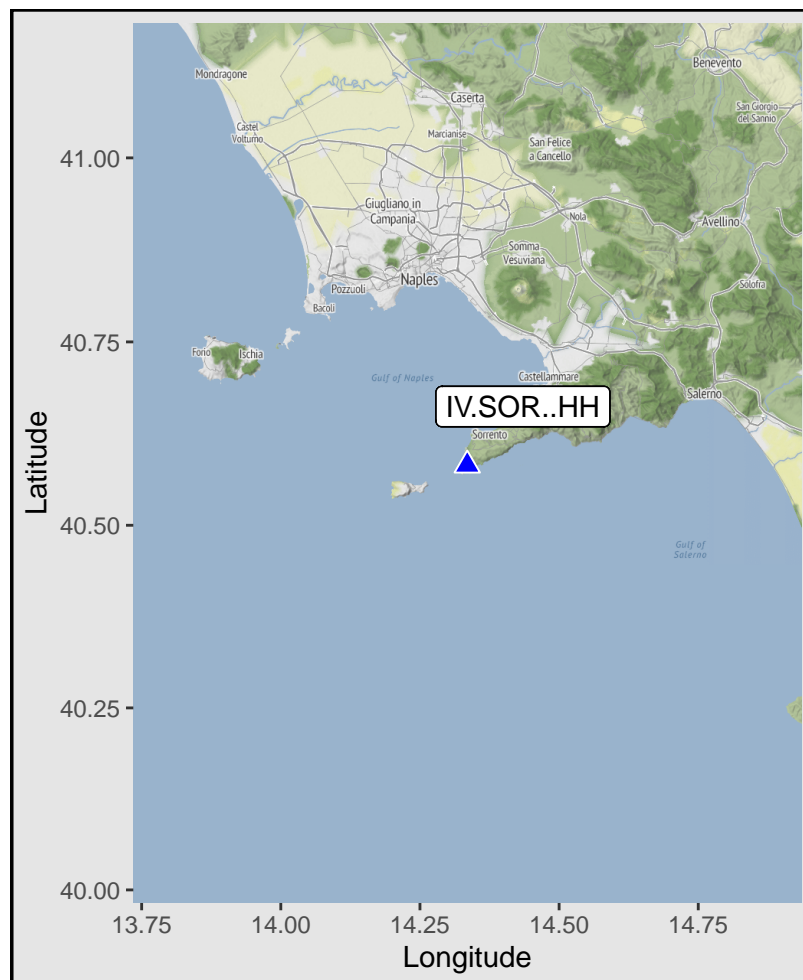 Mondragone
Benevento
Caserta
San Giorgio
del Sannio
Castel
Volturno
Marcianise
San Felice
a Cancello
41.00
Giugliano in
Campania
Nola
Avellino
Somma
Vesuviana
Pozzuoli
Naples
Solofra
Bacoli
40.75
Forio
Ischia
Gulf of Naples
Castellammare
Salerno
IV.SOR..HH
Sorrento
40.50
Gulf of
Salerno
Latitude
40.25
40.00
13.75
14.00
14.25
14.50
14.75
Longitude